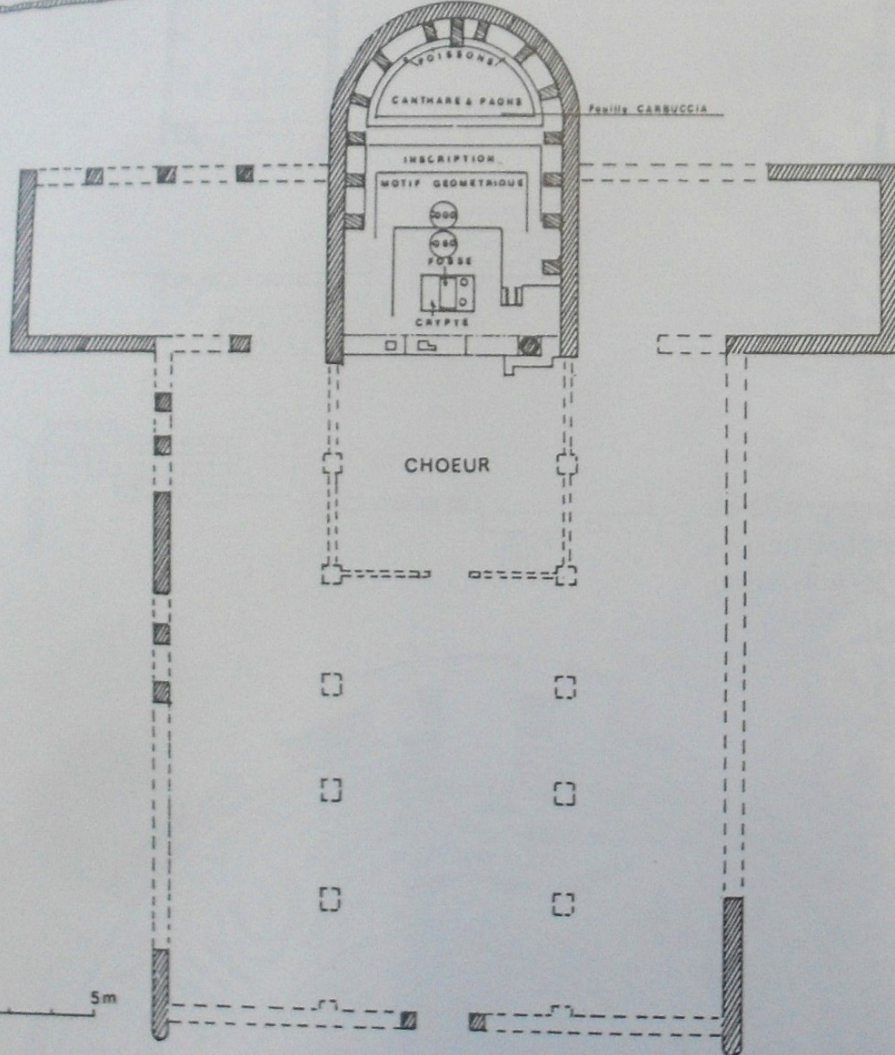 POISSONS
CANTHARE & PAONS
Fouille CARBUCCIA
INSCRIPTION
MOTIF GEOMETRIQUE
FOSSE
CRYPTE
CHOEUR
5m